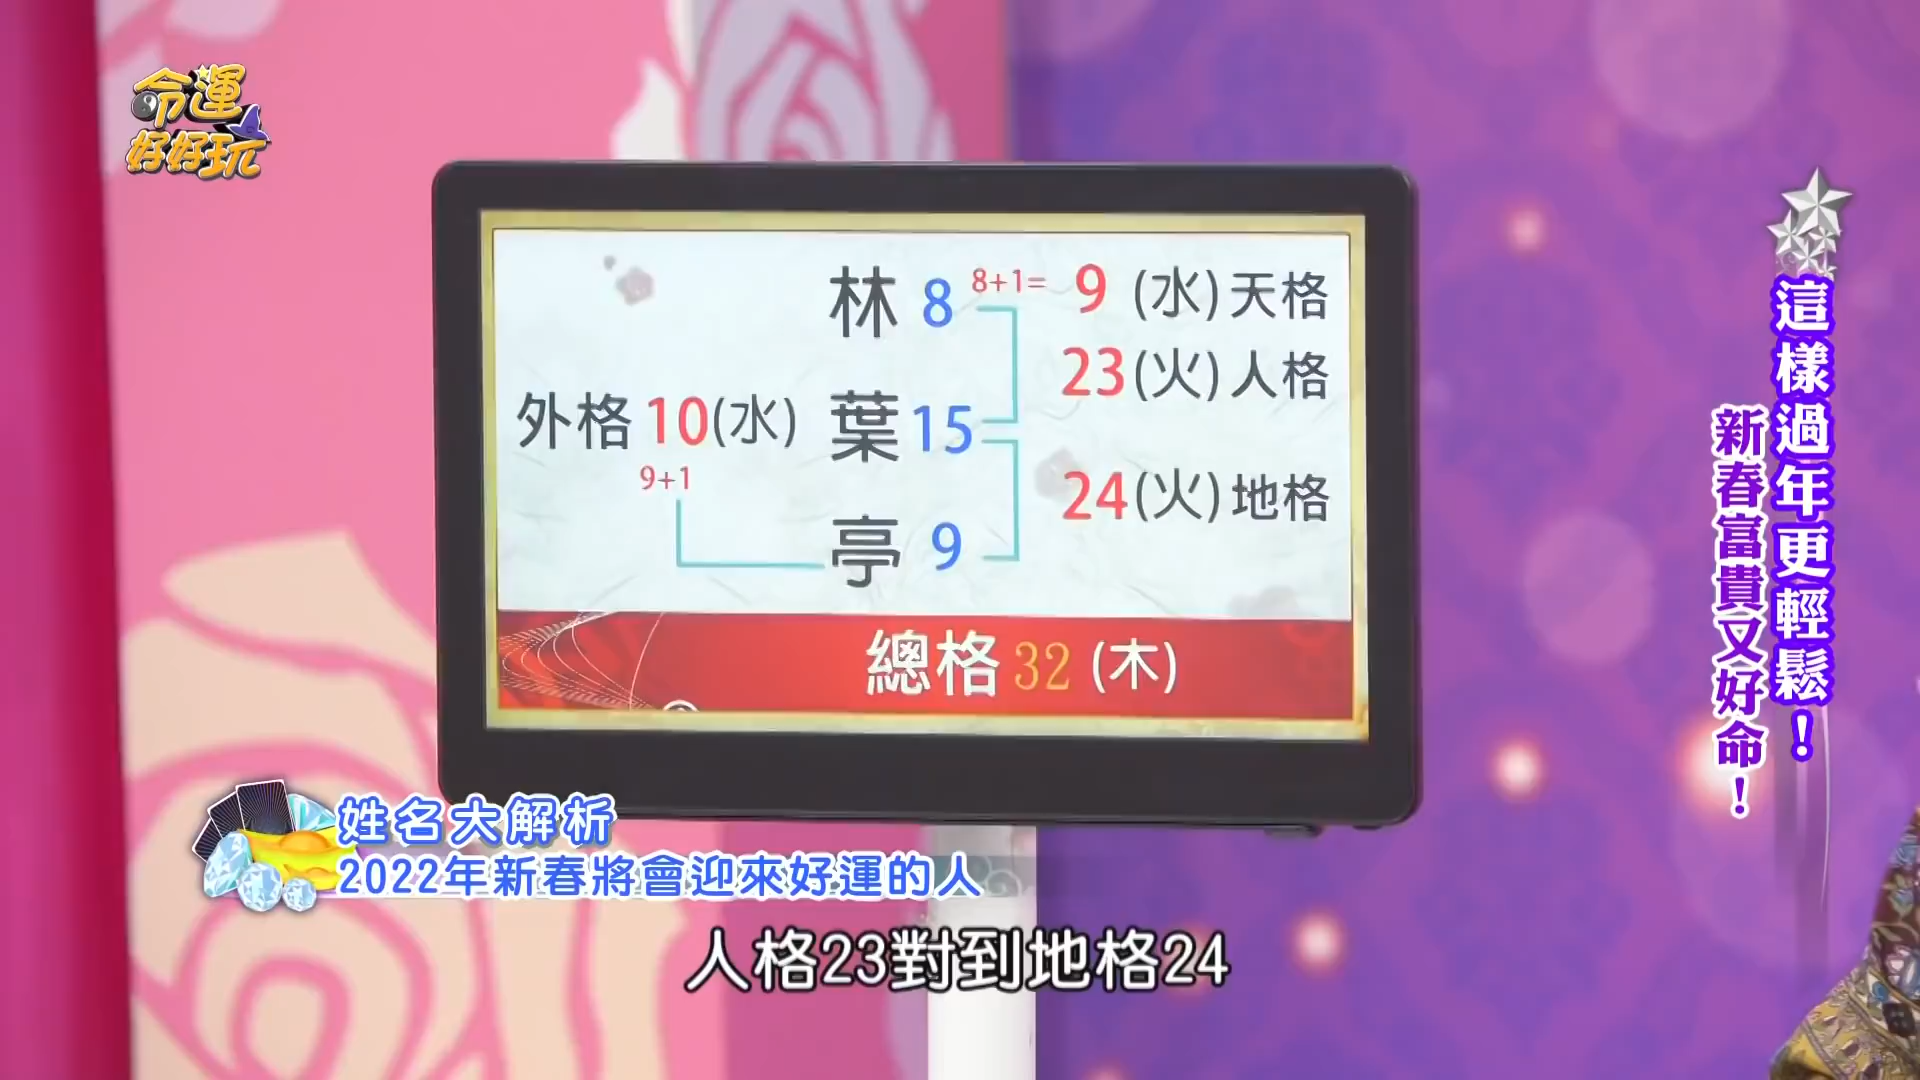 命運
好好玩
林 8 8+1= 9 (水) 天格
23 (火) 人格
外格 10 (水) 葉 15
9+1
24 (火) 地格
亭 9
總格 32 (木)
這樣過年更輕鬆!
新春富貴又好命!
姓名大解析
2022年新春將會迎來好運的人
人格23對到地格24